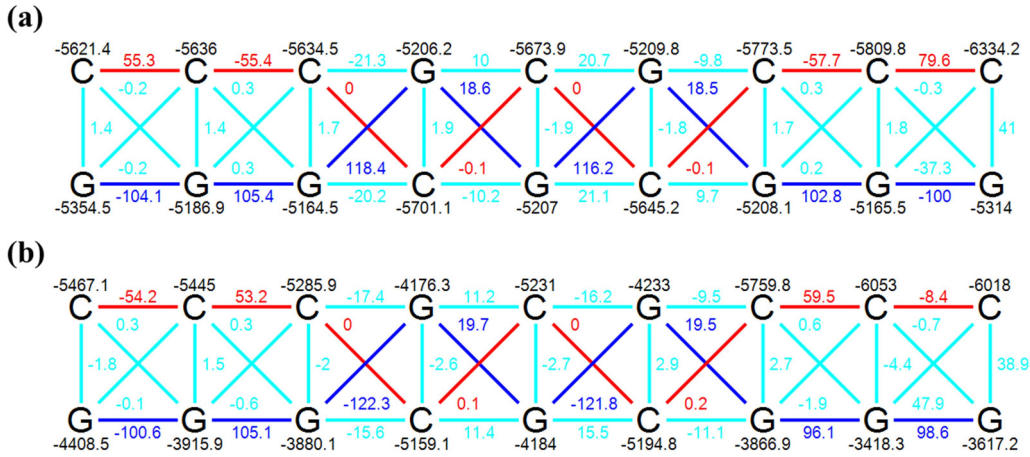 (a)
-5621.4 -5636 -5634.5 -5206.2 -5673.9 -5209.8 -5773.5 -5809.8 -6334.2
55.3 -55.4 -21.3 10 20.7 -9.8 -57.7 79.6
C C C G C G C C C
-0.2 0.3 0 18.6 0 18.5 0.3 -0.3
1.4 1.4 1.7 1.9 -1.9 -1.8 1.7 1.8 41
-0.2 0.3 118.4 -0.1 116.2 -0.1 0.2 -37.3
G G G C G C G G G
-104.1 105.4 -20.2 -10.2 21.1 9.7 102.8 -100
-5354.5 -5186.9 -5164.5 -5701.1 -5207 -5645.2 -5208.1 -5165.5 -5314
(b)
-5467.1 -5445 -5285.9 -4176.3 -5231 -4233 -5759.8 -6053 -6018
-54.2 53.2 -17.4 11.2 -16.2 -9.5 59.5 -8.4
C C C G C G C C C
0.3 0.3 0 19.7 0 19.5 0.6 -0.7
-1.8 1.5 -2 -2.6 -2.7 2.9 2.7 -4.4 38.9
-0.1 -0.6 -122.3 0.1 -121.8 0.2 -1.9 47.9
G G G C G C G G G
-100.6 105.1 -15.6 11.4 15.5 -11.1 96.1 98.6
-4408.5 -3915.9 -3880.1 -5159.1 -4184 -5194.8 -3866.9 -3418.3 -3617.2